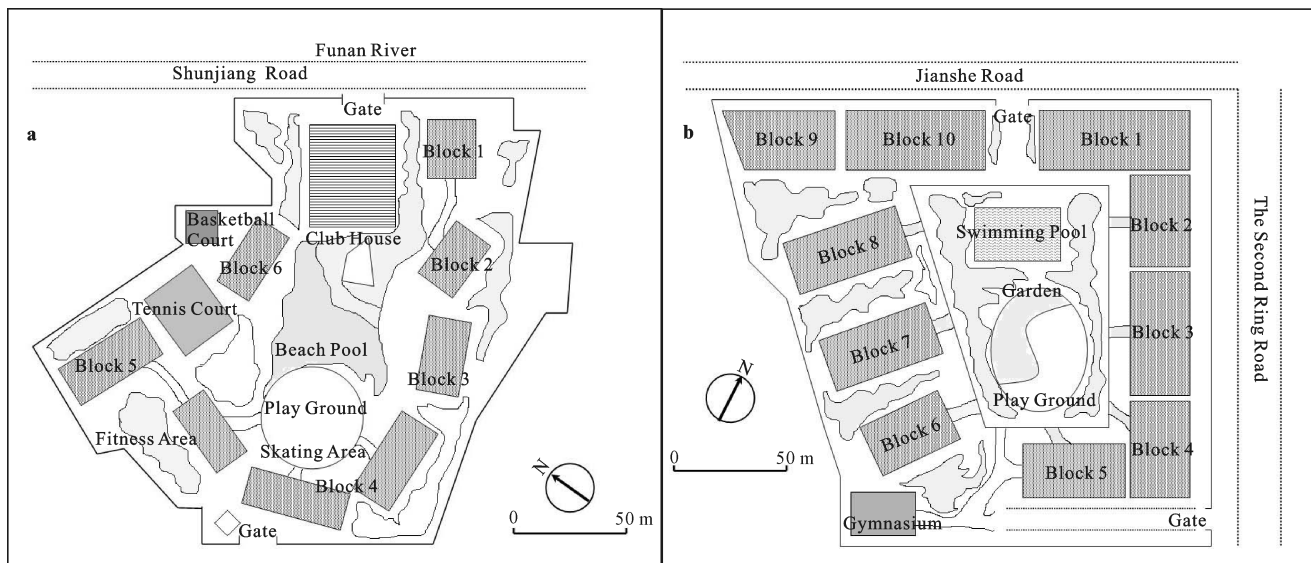 Funan River
Shunjiang Road
Gate
a
Block 1
Basketball
Court
Club House
Block 6
Block 2
Tennis Court
Beach Pool
Block 5
Block 3
Play Ground
Fitness Area
Skating Area
Block 4
N
0
50 m
Gate
Jianshe Road
b
Gate
Block 9
Block 10
Block 1
Block 2
Swimming Pool
Block 8
The Second Ring Road
Garden
Block 3
Block 7
N
Play Ground
Block 6
Block 4
0
50 m
Block 5
Gymnasium
Gate